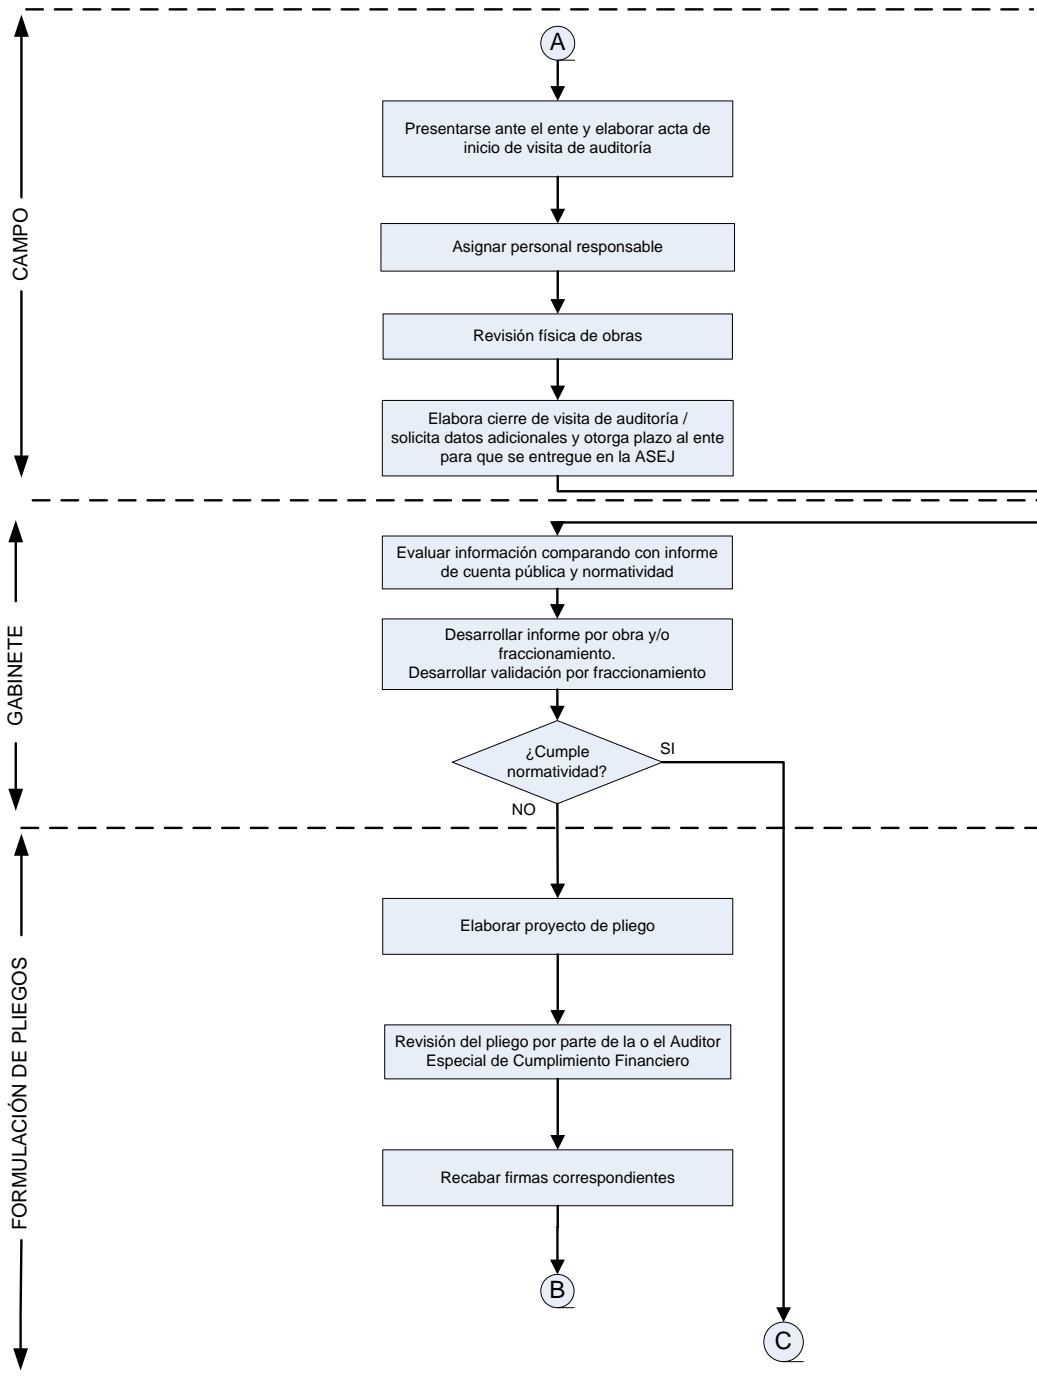 A
Presentarse ante el ente y elaborar acta de
inicio de visita de auditoría
Asignar personal responsable
Revisión física de obras
Elabora cierre de visita de auditoría /
solicita datos adicionales y otorga plazo al ente
para que se entregue en la ASEJ
CAMPO
Evaluar información comparando con informe
de cuenta pública y normatividad
Desarrollar informe por obra y/o
fraccionamiento.
Desarrollar validación por fraccionamiento
¿Cumple
normatividad?
SI
NO
GABINETE
Elaborar proyecto de pliego
Revisión del pliego por parte de la o el Auditor
Especial de Cumplimiento Financiero
Recabar firmas correspondientes
B
C
FORMULACIÓN DE PLIEGOS